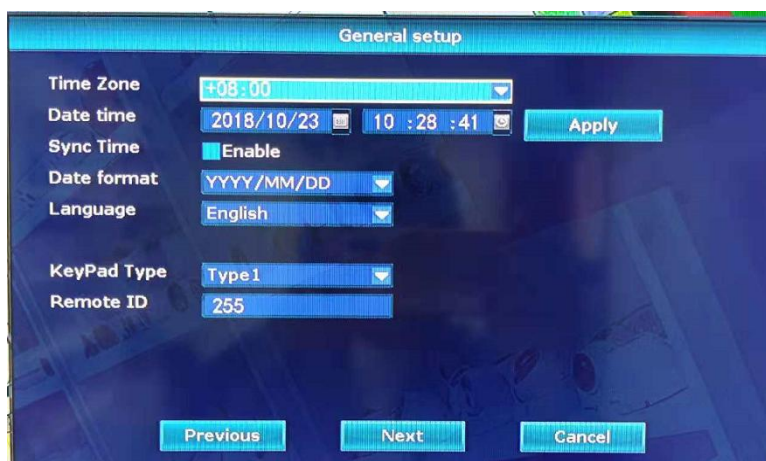 General setup
Time Zone +08:00
Date time 2018/10/23 10 :28 :41 Apply
Sync Time Enable
Date format YYYY/MM/DD
Language English
KeyPad Type Type1
Remote ID 255
Previous Next Cancel